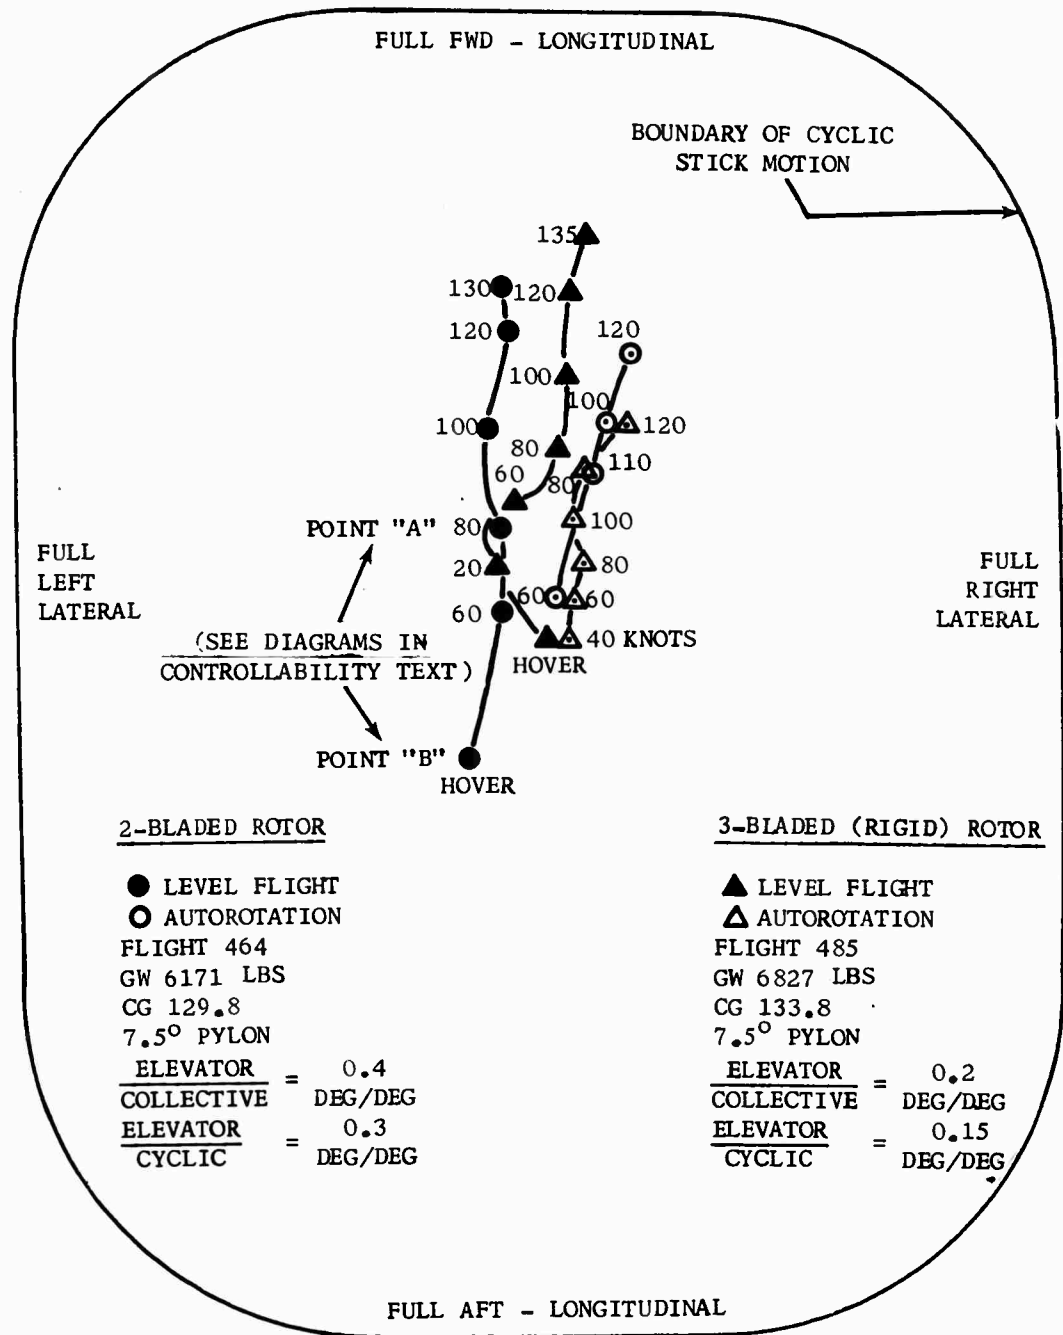 FULL FWD - LONGITUDINAL
BOUNDARY OF CYCLIC
STICK MOTION
135
130
120
120
120
100
100
100
120
80
60
80
110
POINT "A"
80
100
FULL
LEFT
LATERAL
20
80
FULL
RIGHT
LATERAL
60
60
60
(SEE DIAGRAMS IN
CONTROLLABILITY TEXT)
40 KNOTS
HOVER
POINT "B"
HOVER
2-BLADED ROTOR
● LEVEL FLIGHT
O AUTOROTATION
FLIGHT 464
GW 6171 LBS
CG 129.8
7.5° PYLON
ELEVATOR
COLLECTIVE
=
0.4
DEG/DEG
ELEVATOR
CYCLIC
=
0.3
DEG/DEG
3-BLADED (RIGID) ROTOR
▲ LEVEL FLIGHT
△ AUTOROTATION
FLIGHT 485
GW 6827 LBS
CG 133.8
7.5° PYLON
ELEVATOR
COLLECTIVE
=
0.2
DEG/DEG
ELEVATOR
CYCLIC
=
0.15
DEG/DEG
FULL AFT - LONGITUDINAL